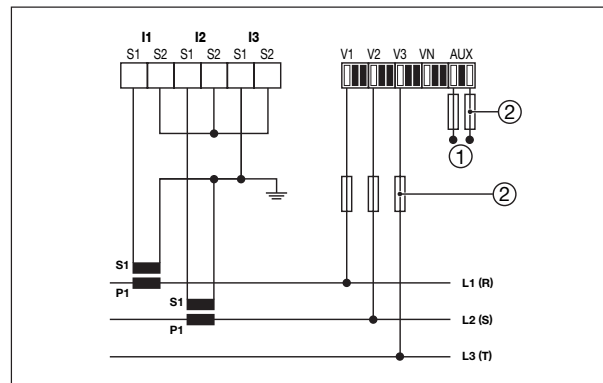 I1 I2 I3
S1 S2 S1 S2 S1 S2
V1 V2 V3 VN AUX
2
1
2
S1
P1
L1 (R)
S1
P1
L2 (S)
L3 (T)